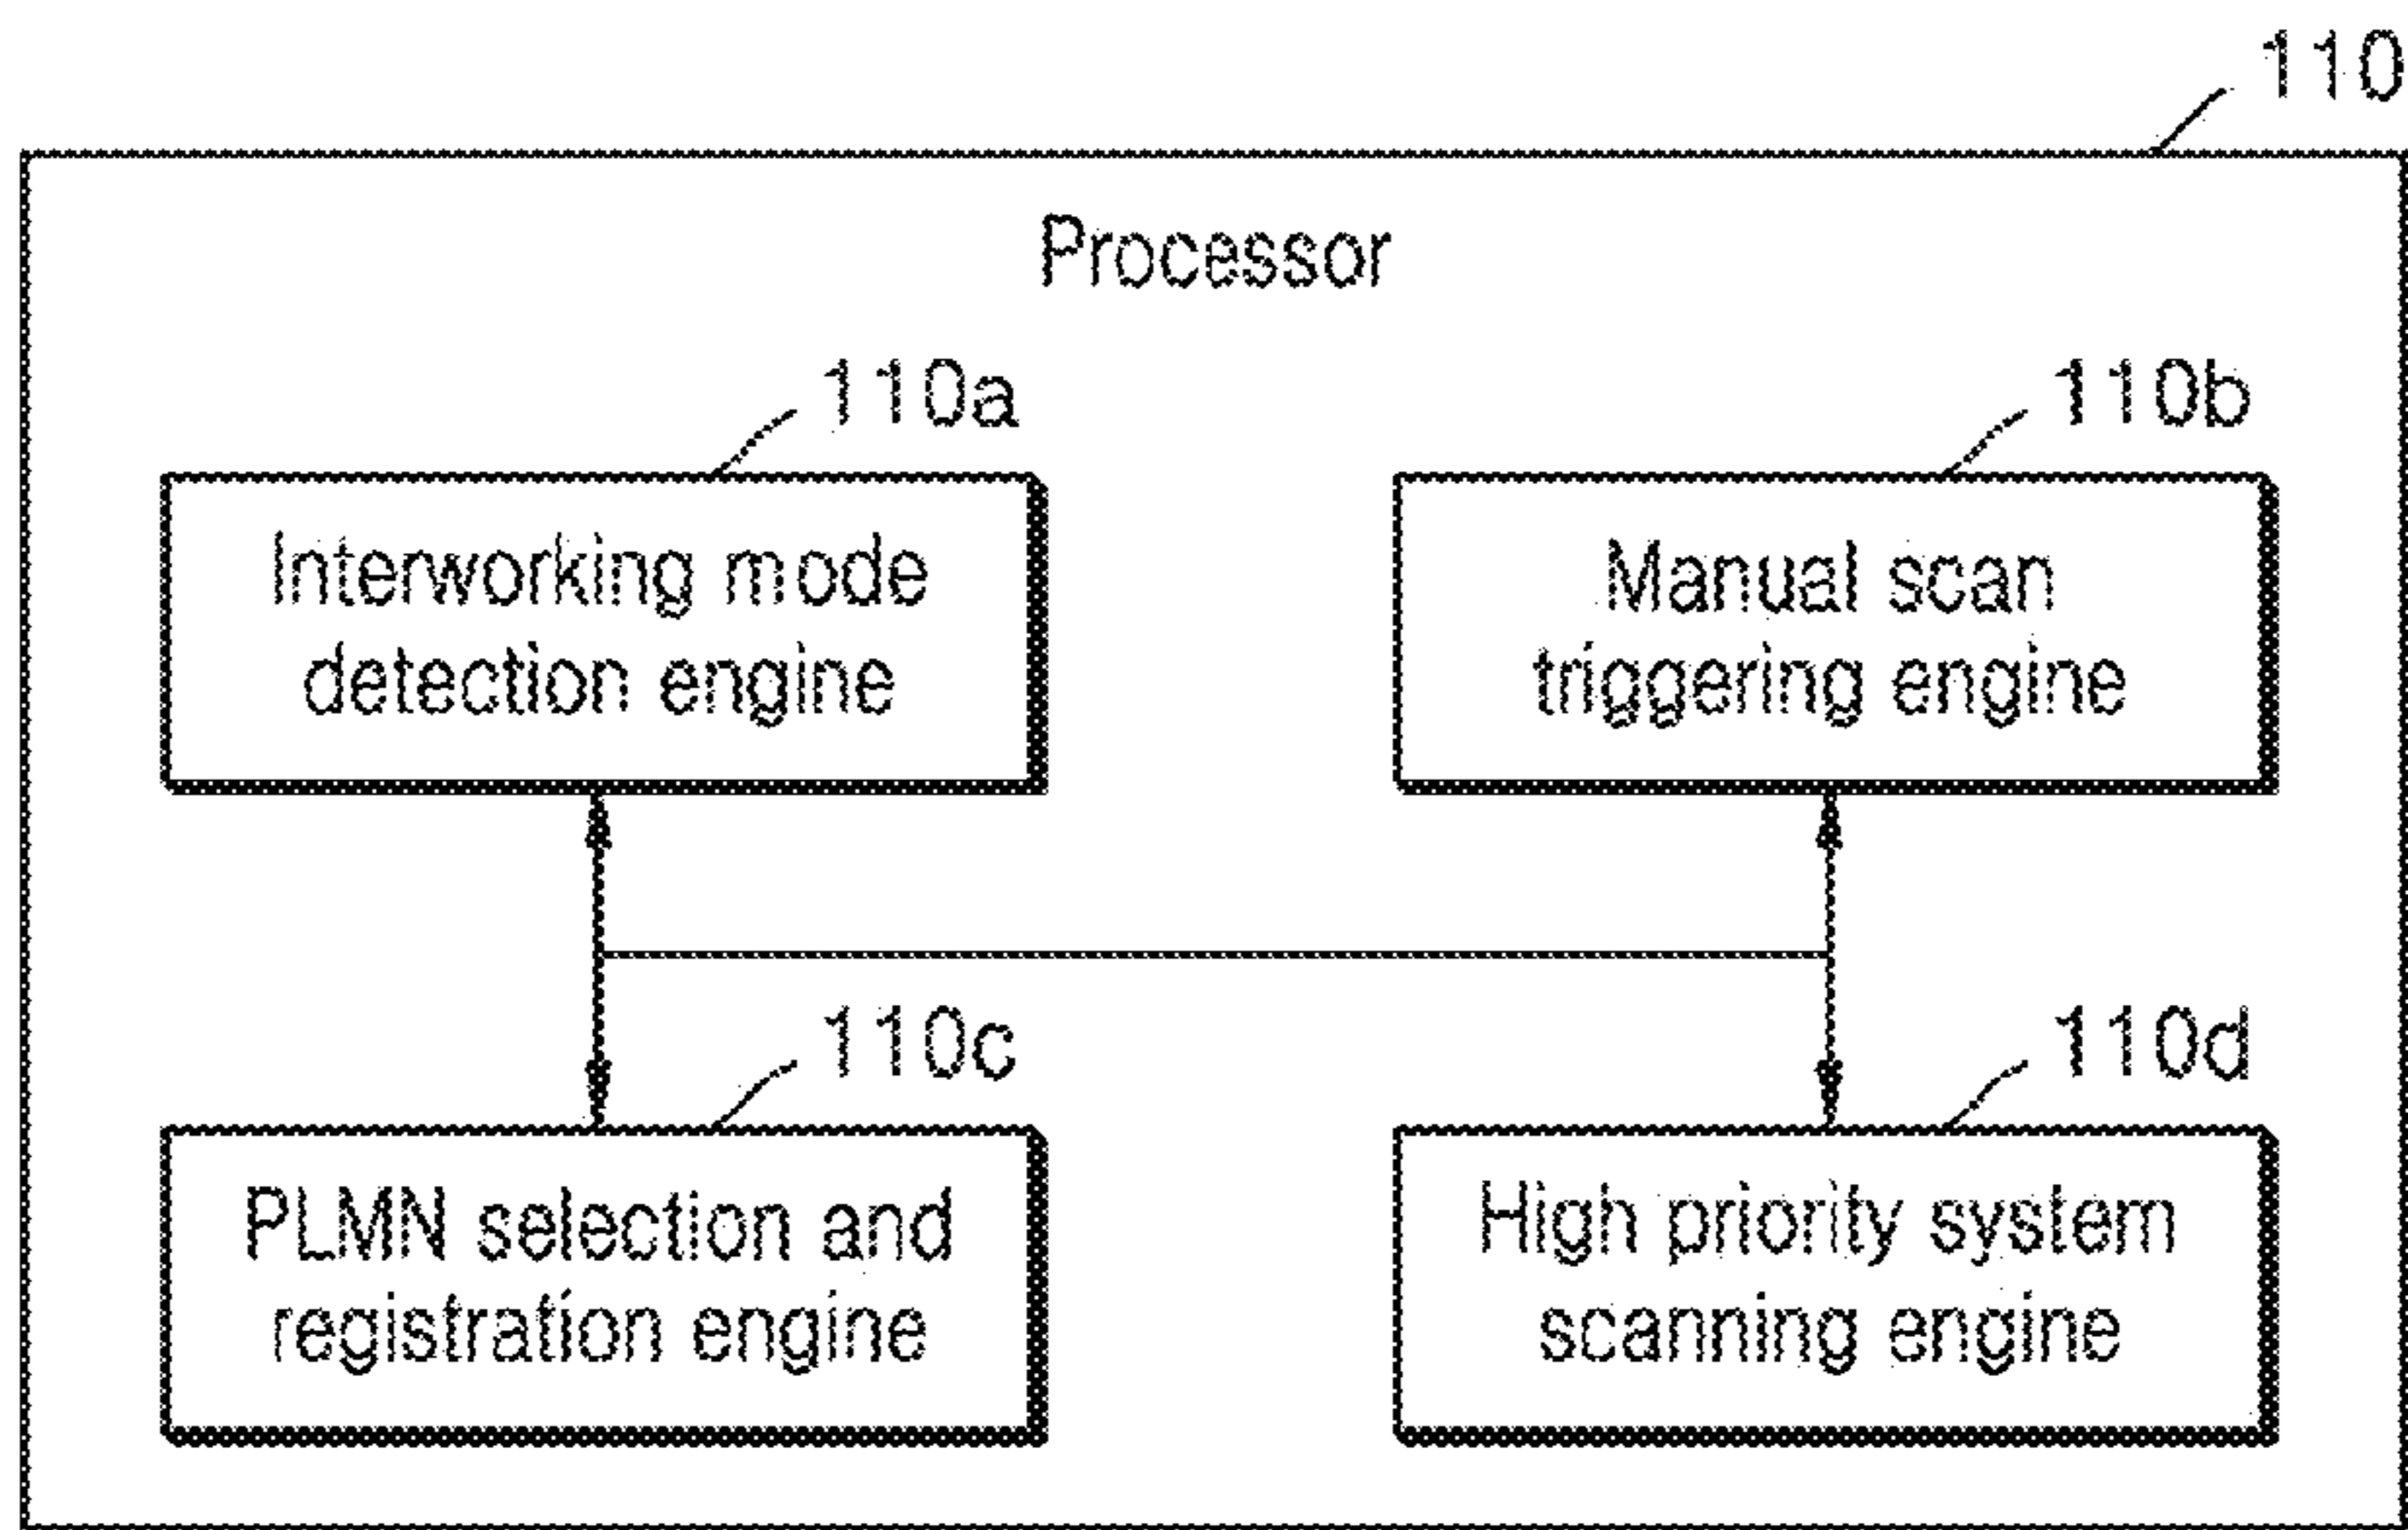 110
Processor
110a
110b
Interworking mode
detection engine
Manual scan
triggering engine
110c
110d
PLMN selection and
registration engine
High priority system
scanning engine